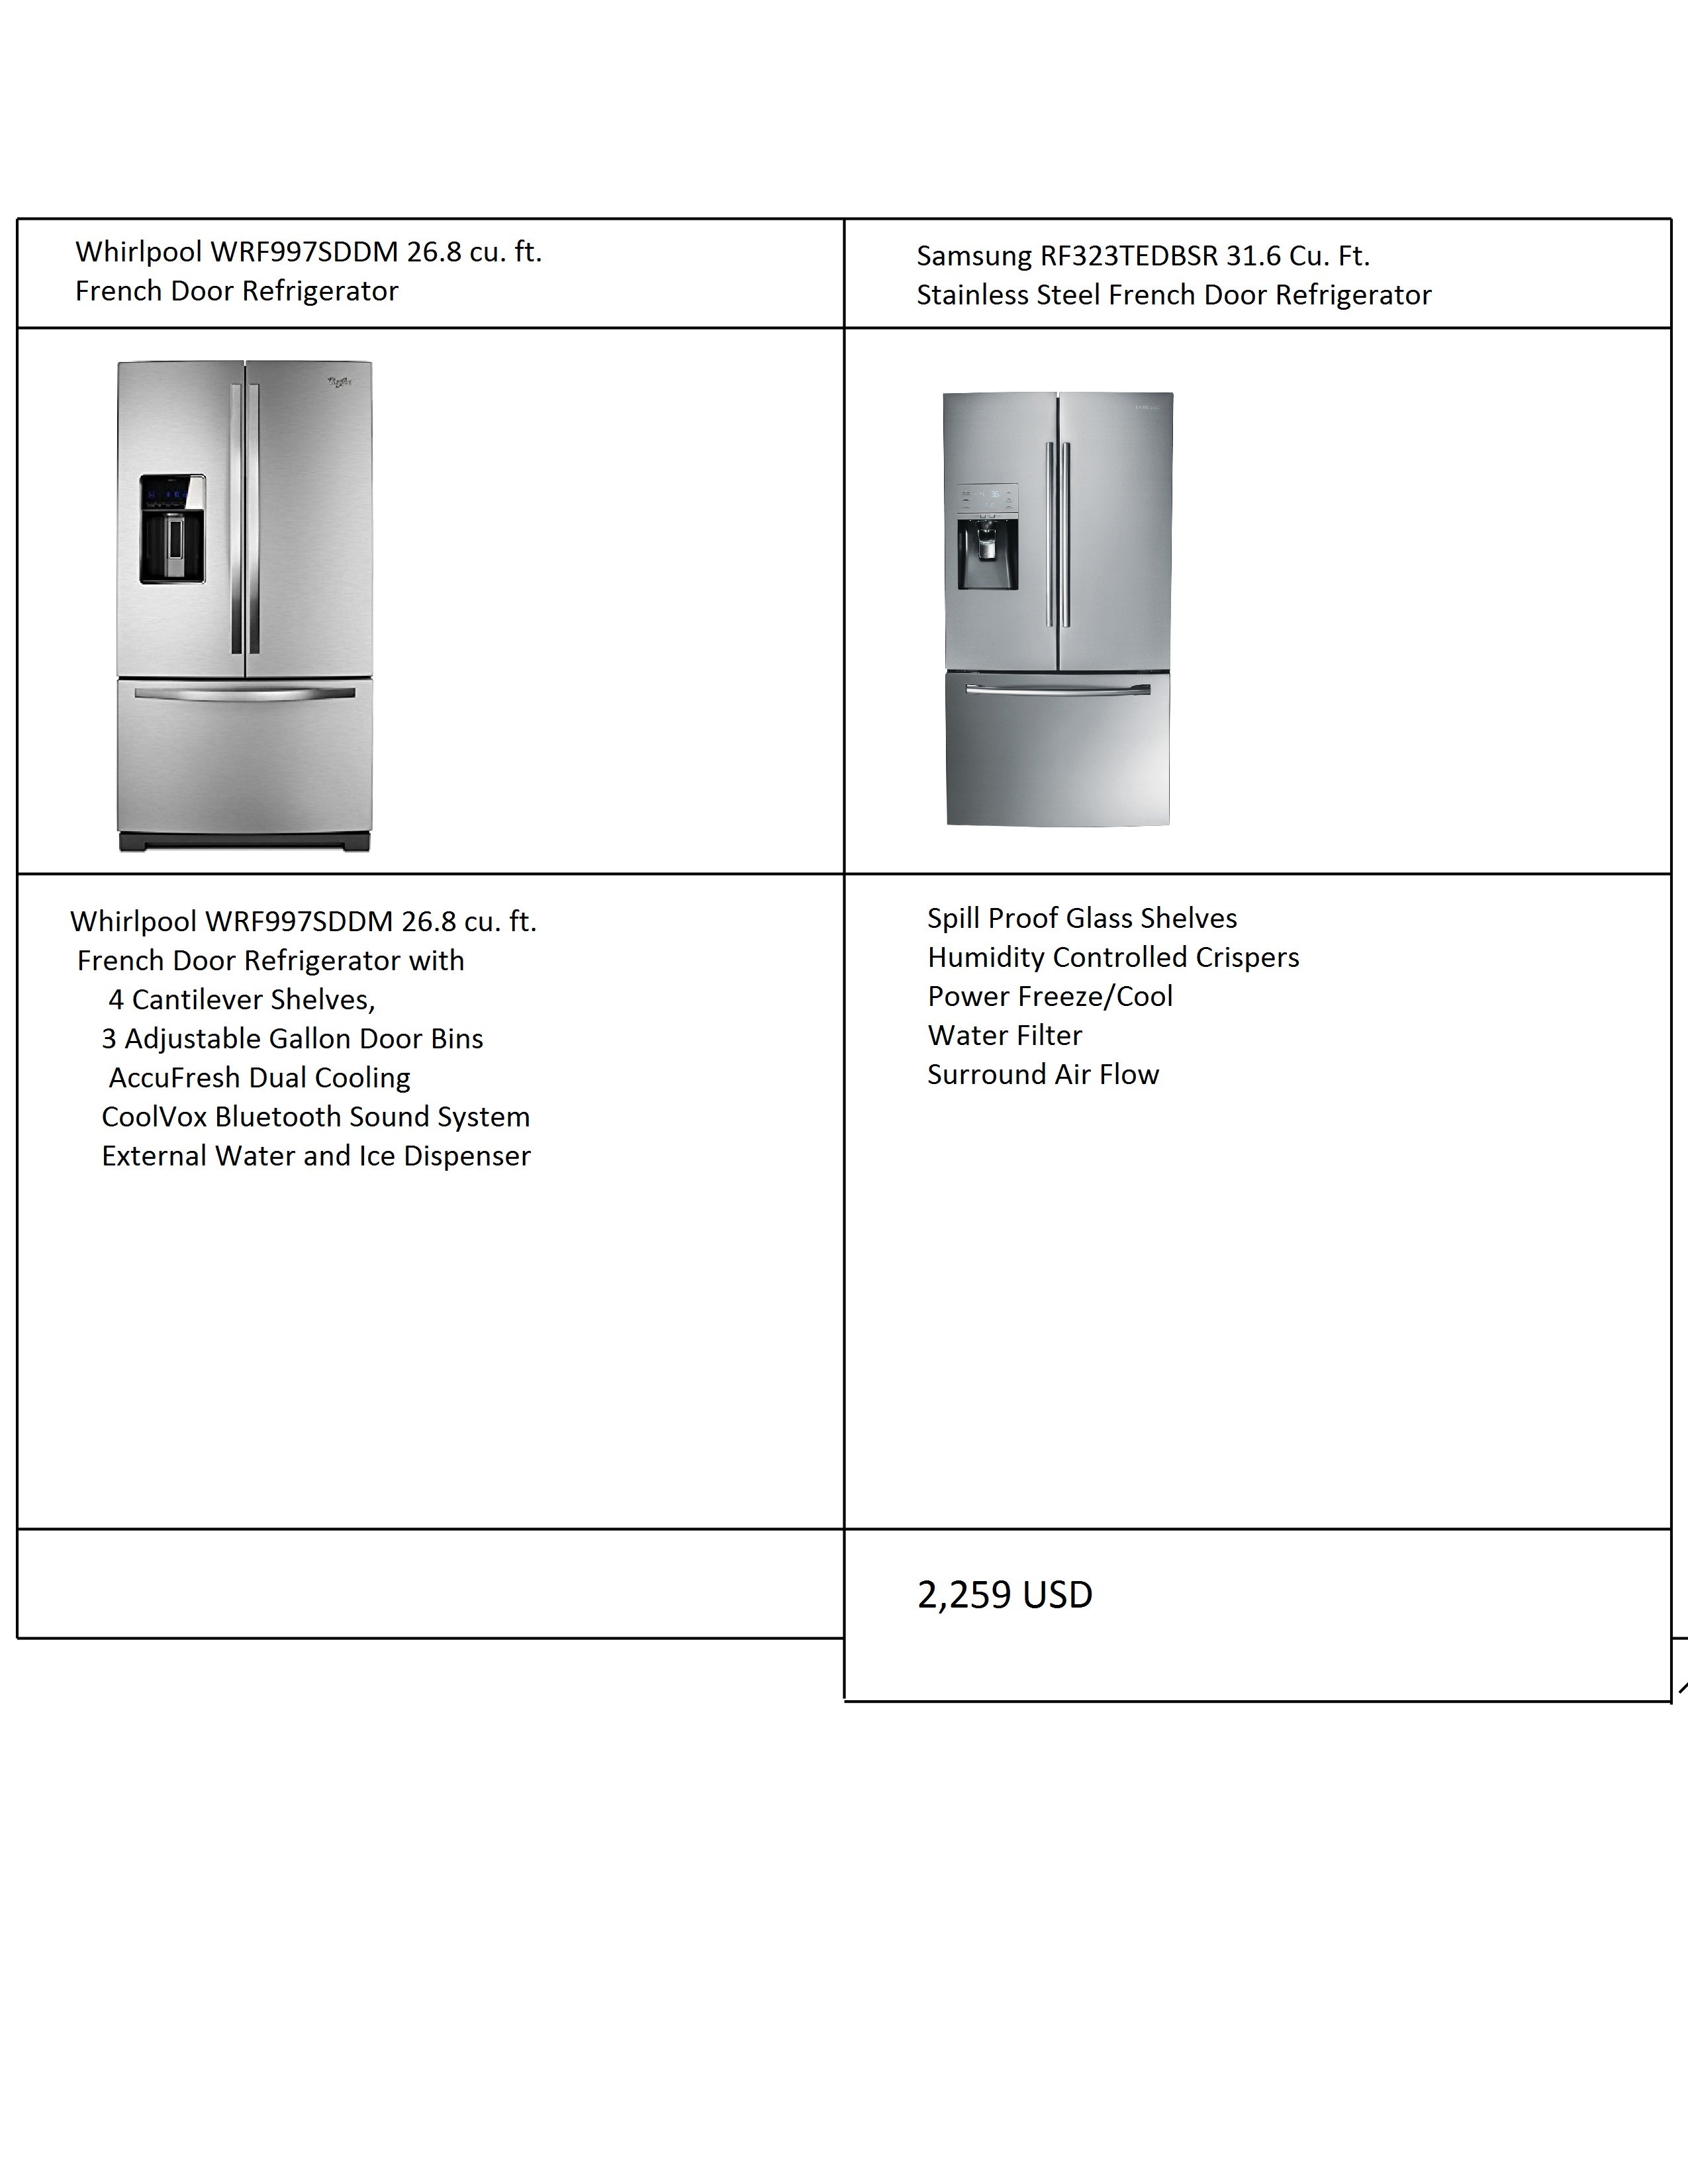 Whirlpool WRF997SDDM 26.8 cu. ft.
French Door Refrigerator
Samsung RF323TEDBSR 31.6 Cu. Ft.
Stainless Steel French Door Refrigerator
Whirlpool WRF997SDDM 26.8 cu. ft.
French Door Refrigerator with
4 Cantilever Shelves,
3 Adjustable Gallon Door Bins
AccuFresh Dual Cooling
CoolVox Bluetooth Sound System
External Water and Ice Dispenser
Spill Proof Glass Shelves
Humidity Controlled Crispers
Power Freeze/Cool
Water Filter
Surround Air Flow
2,259 USD